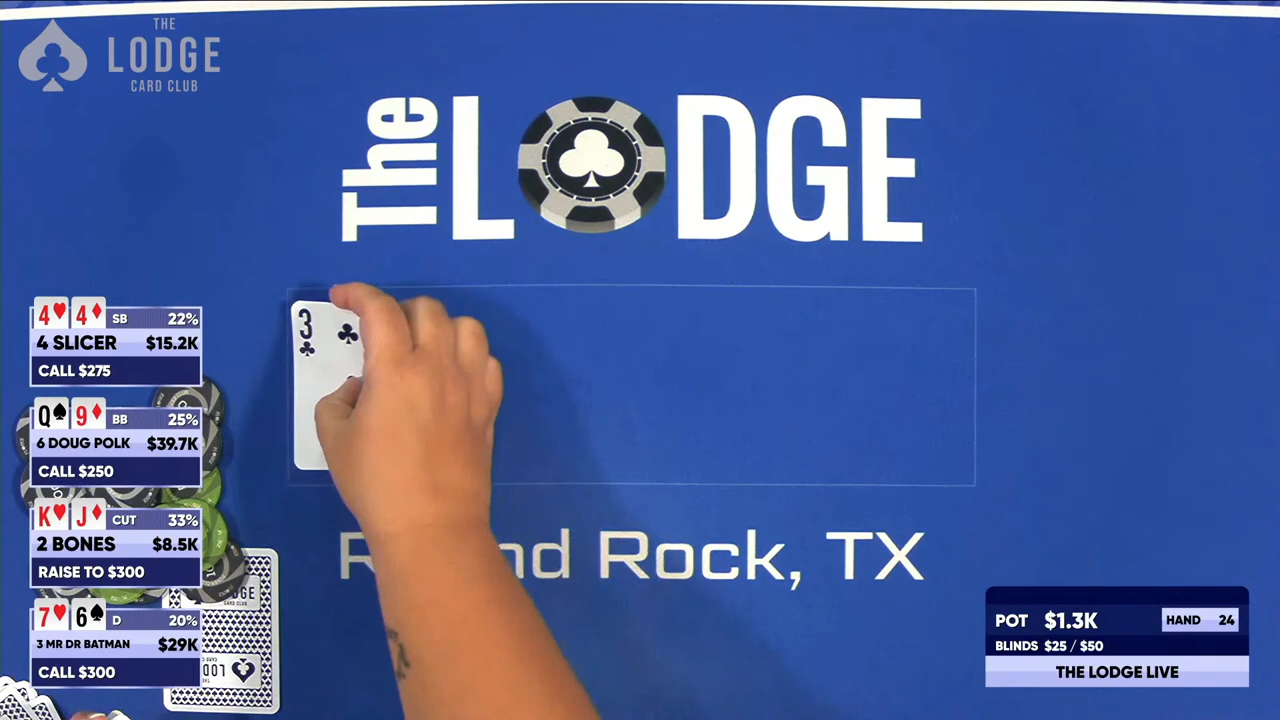 THE
LODGE
CARD CLUB
The LODGE
3
4 4 SB 22%
4 SLICER $15.2K
CALL $275
Q 9 BB 25%
6 DOUG POLK $39.7K
CALL $250
K J CUT 33%
2 BONES $8.5K
RAISE TO $300
7 6 D 20%
3 MR DR BATMAN $29K
CALL $300
Rock, TX
POT $1.3K HAND 24
BLINDS $25 / $50
THE LODGE LIVE